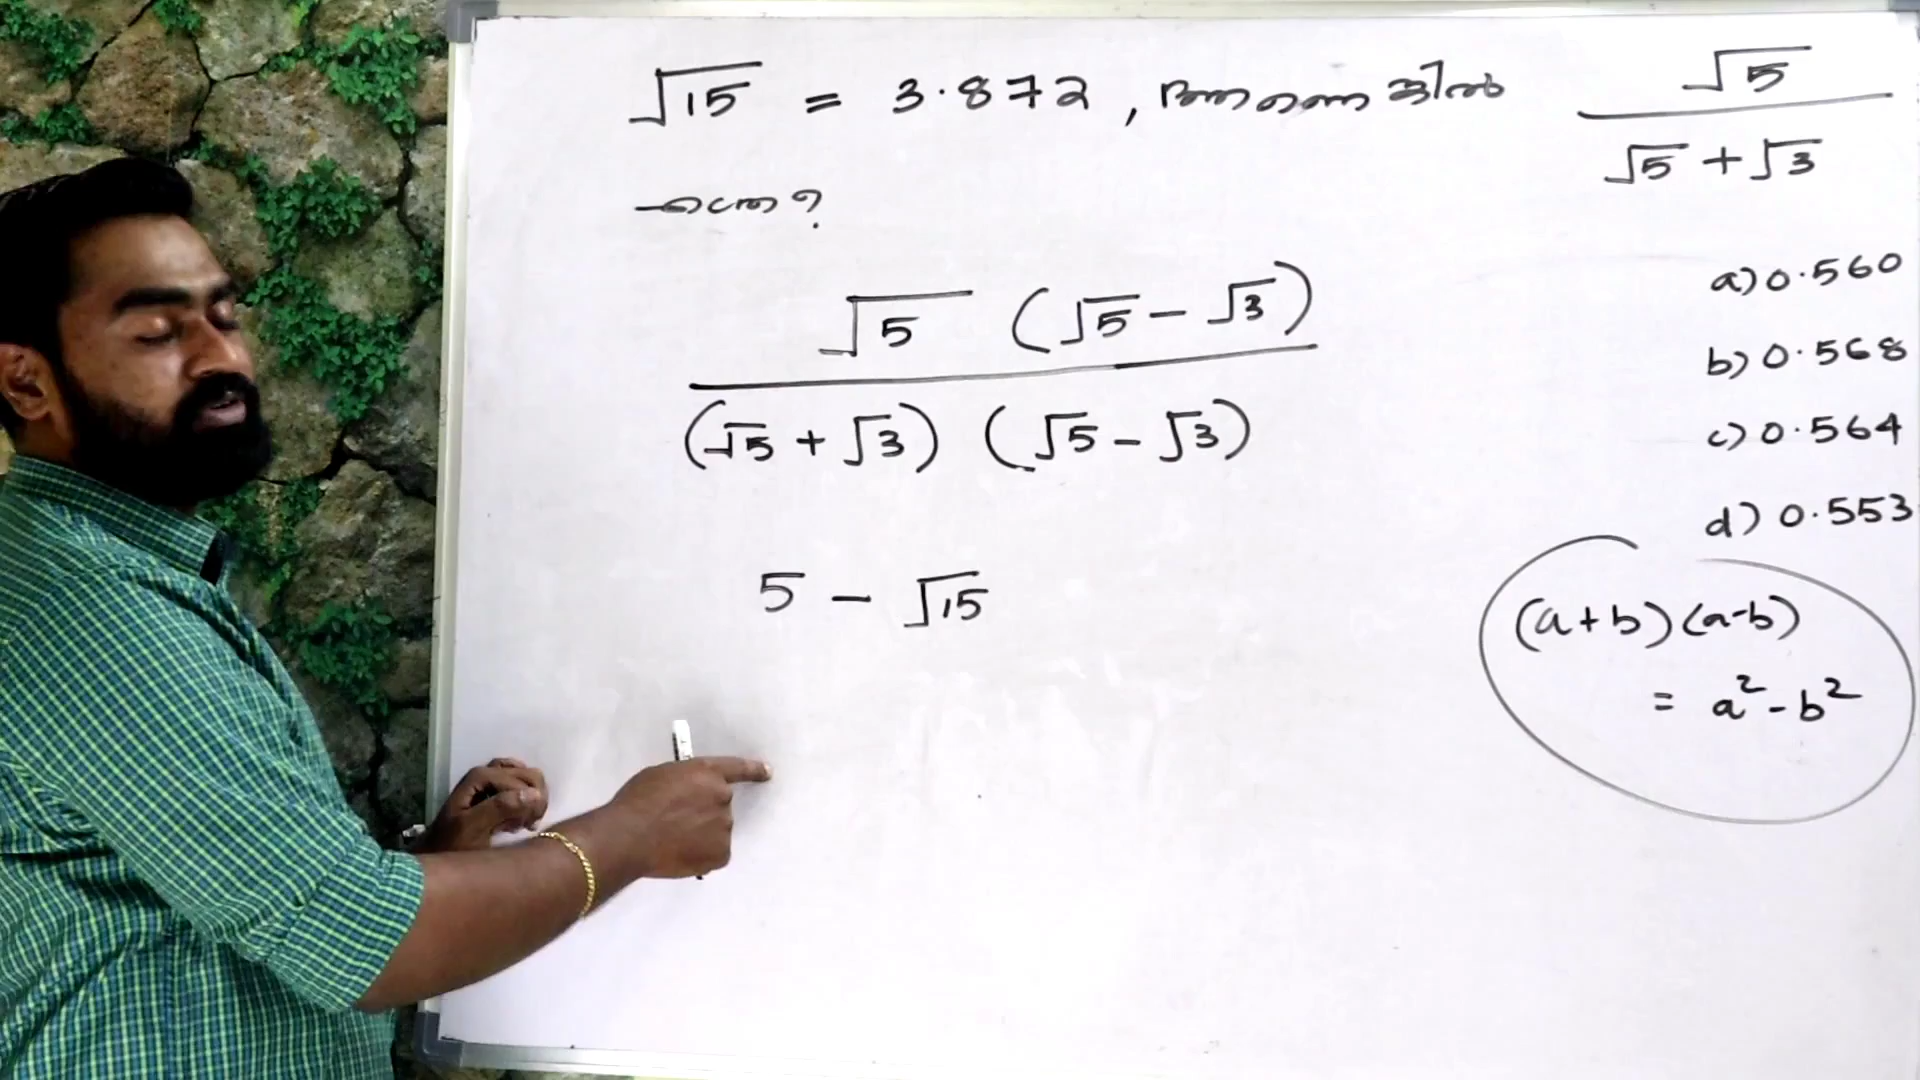 √15 = 3.872, ആണെങ്കിൽ √5 / (√5 + √3)
എത്ര?
√5 (√5 - √3) / (√5 + √3) (√5 - √3)
a) 0.560
b) 0.568
c) 0.564
d) 0.553
5 - √15
(a+b)(a-b)
= a² - b²